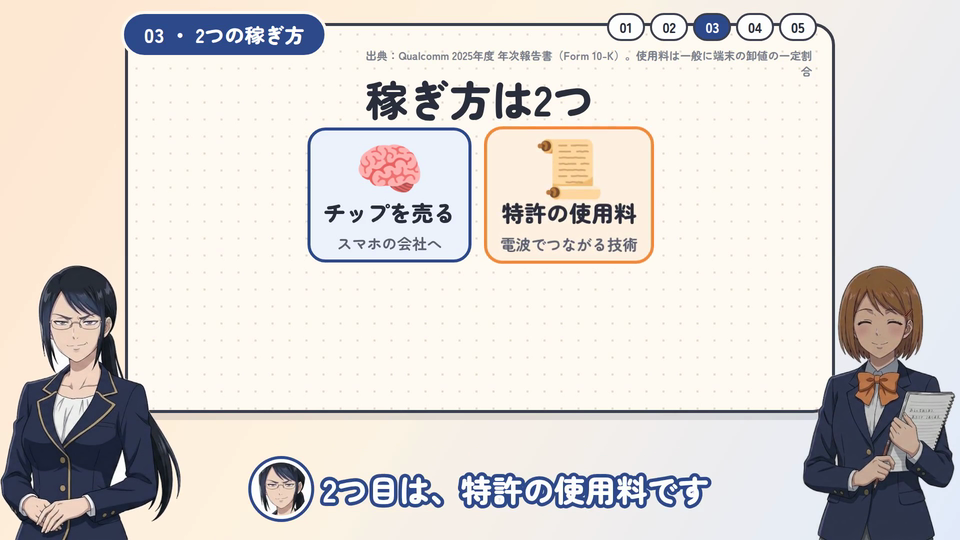 03 ・ 2つの稼ぎ方
01 02 03 04 05
出典：Qualcomm 2025年度 年次報告書（Form 10-K）。使用料は一般に端末の卸値の一定割
合
稼ぎ方は2つ
チップを売る
スマホの会社へ
特許の使用料
電波でつながる技術
2つ目は、特許の使用料です